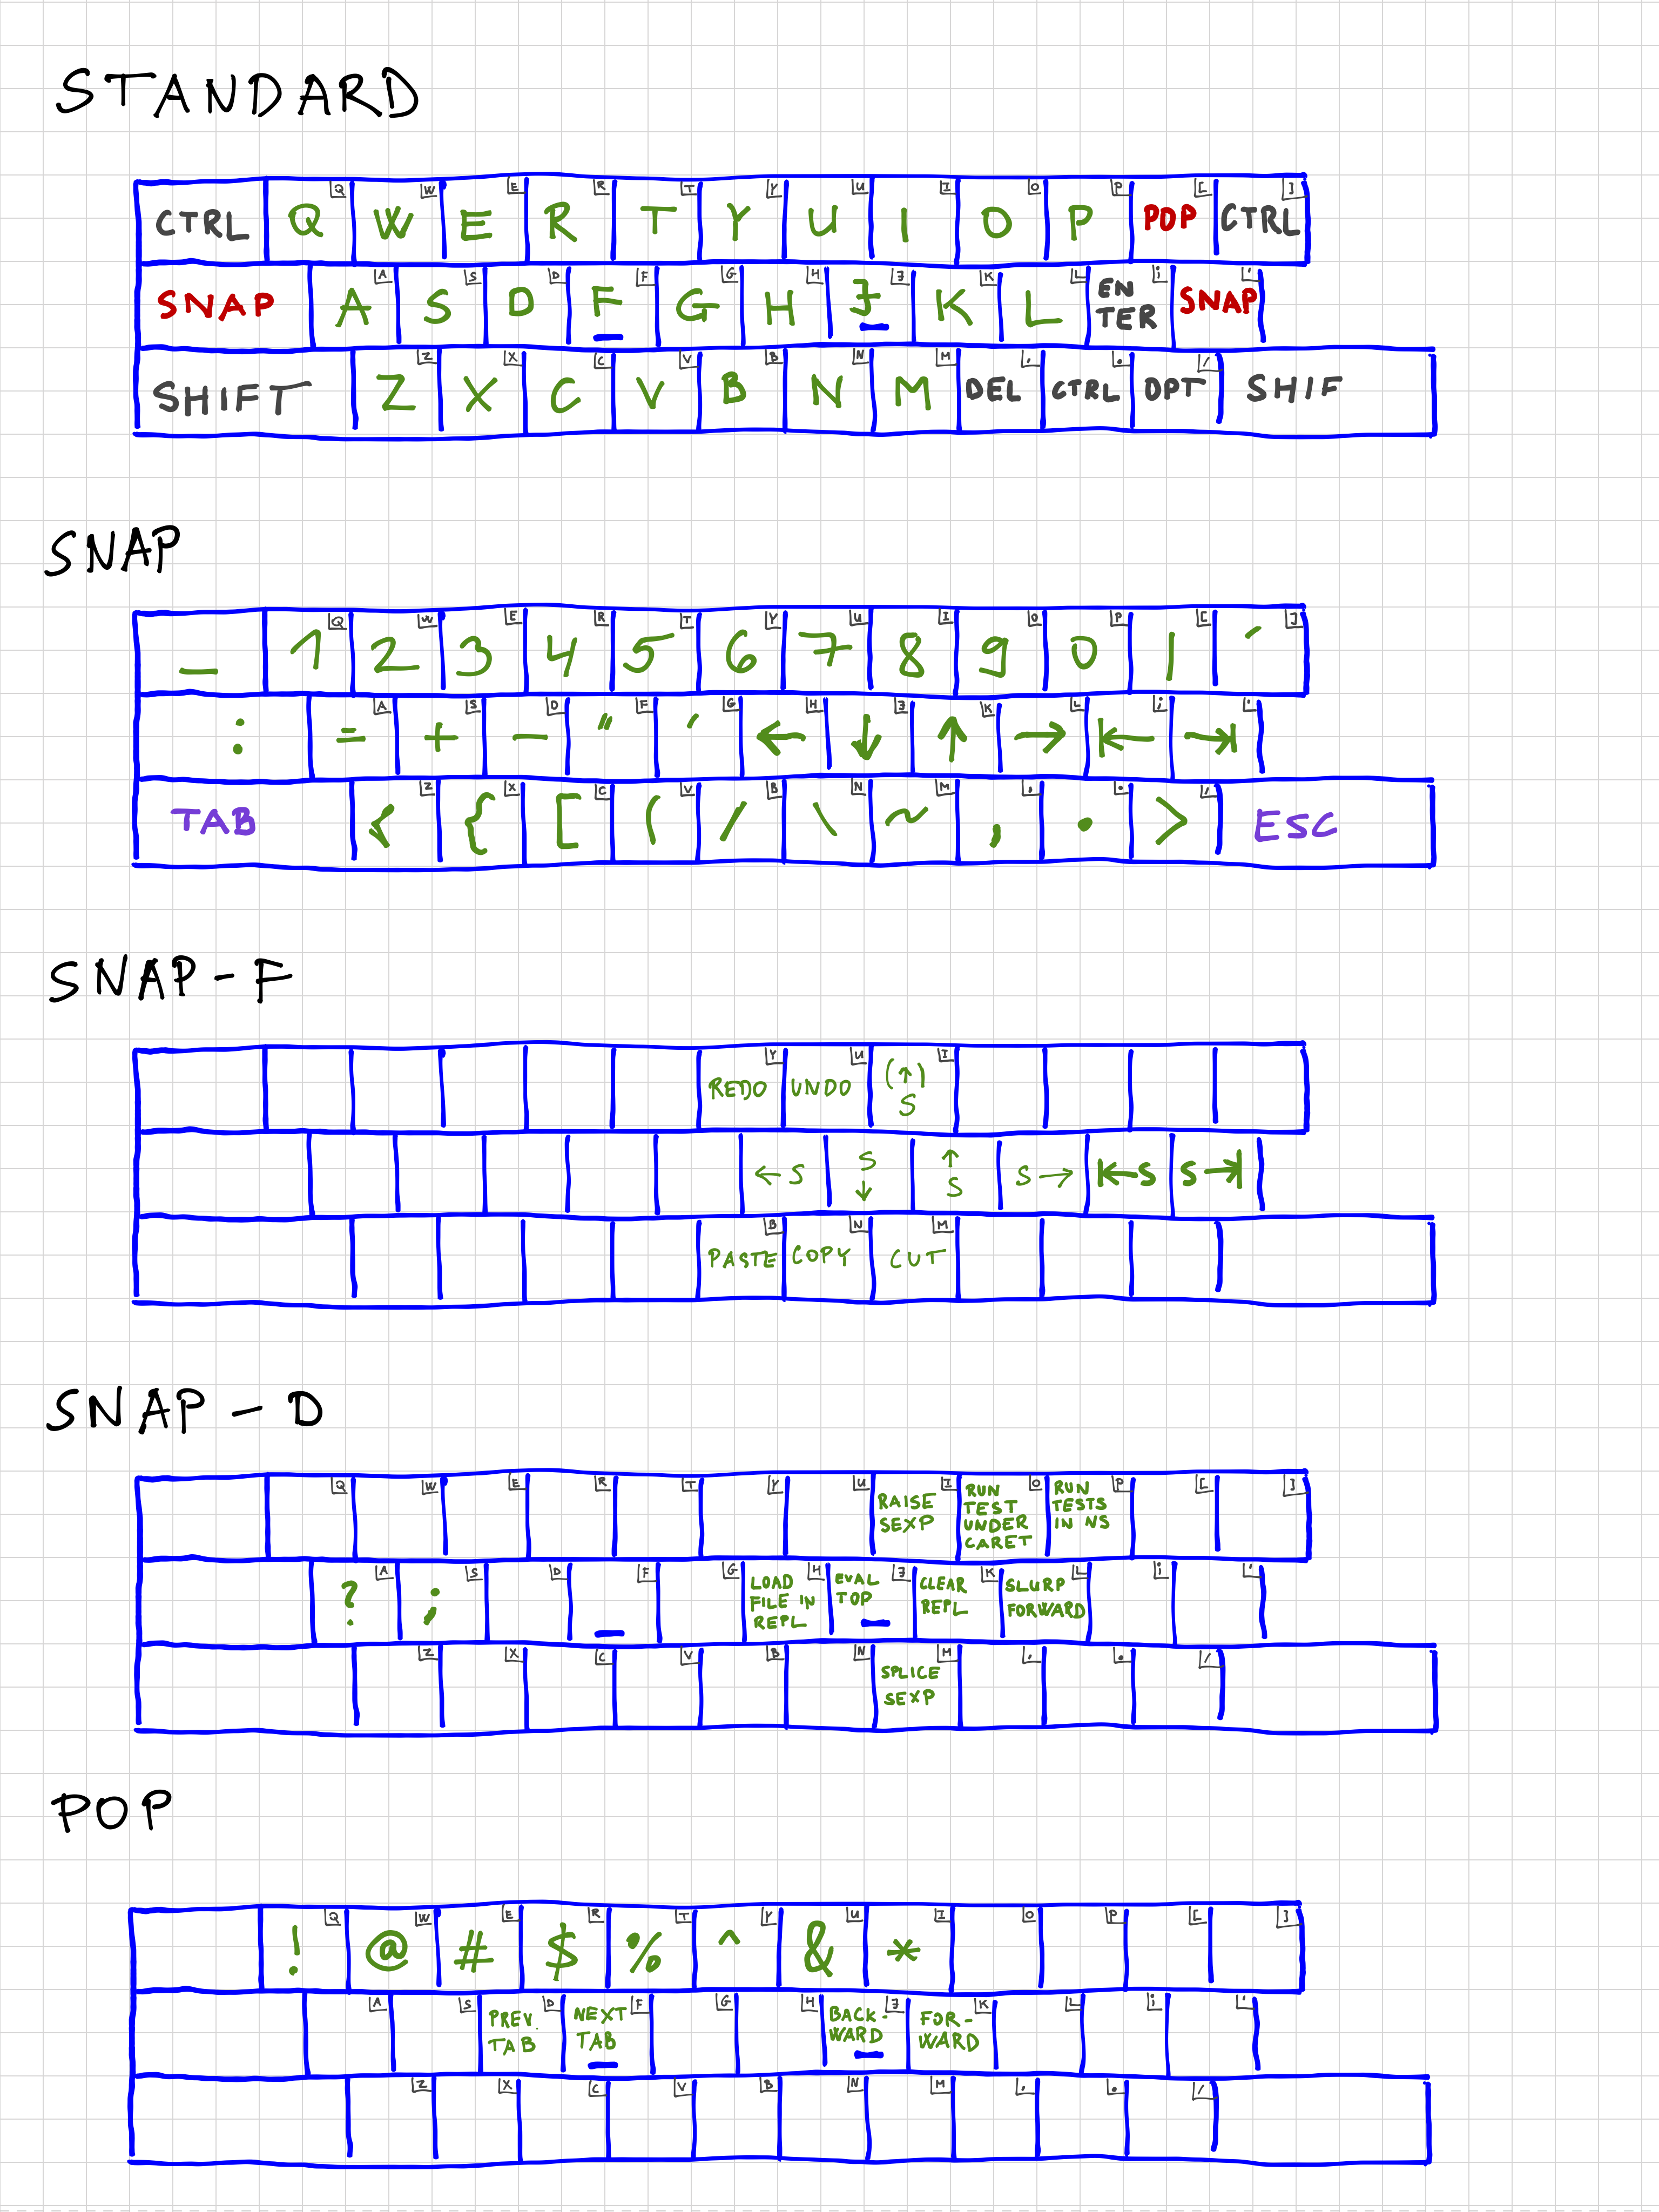 STANDARD
Q W E R T Y U I O P [ ]
CTRL Q W E R T Y U I O P POP CTRL
A S D F G H J K L ; '
SNAP A S D F G H J K L EN TER SNAP
Z X C V B N M , . /
SHIFT Z X C V B N M DEL CTRL OPT SHIF
SNAP
Q W E R T Y U I O P [ ]
_ 1 2 3 4 5 6 7 8 9 0 | ´
A S D F G H J K L ; '
: = + - " ' ← ↓ ↑ → |← →|
Z X C V B N M , . /
TAB < { [ ( / \ ~ , . > ESC
SNAP-F
Y U I
REDO UNDO (↑) S
←S S↓ ↑S S→ |←S S→|
B N M
PASTE COPY CUT
SNAP - D
Q W E R T Y U I O P [ ]
RAISE SEXP RUN TEST UNDER CARET RUN TESTS IN NS
A S D F G H J K L ; '
? ; LOAD FILE IN REPL EVAL TOP CLEAR REPL SLURP FORWARD
Z X C V B N M , . /
SPLICE SEXP
POP
Q W E R T Y U I O P [ ]
! @ # $ % ^ & *
A S D F G H J K L ; '
PREV. TAB NEXT TAB BACK- WARD FOR- WARD
Z X C V B N M , . /